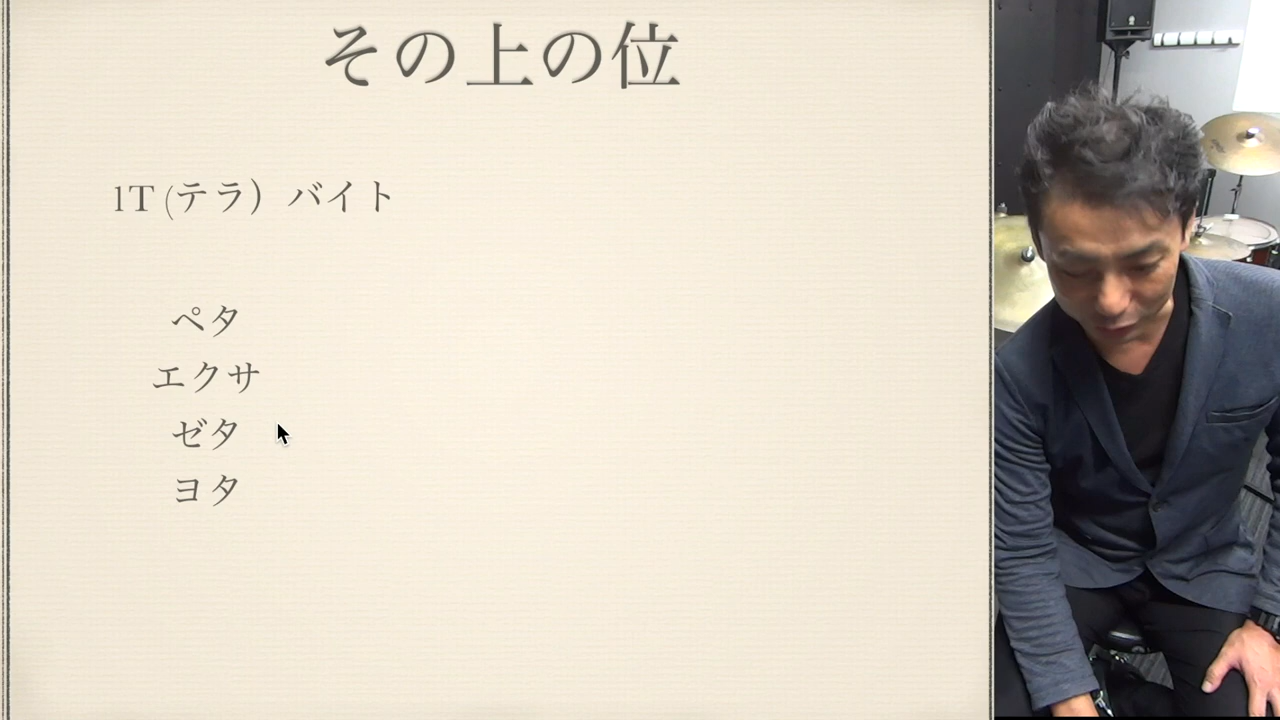 その上の位
1T (テラ）バイト
ペタ
エクサ
ゼタ
ヨタ